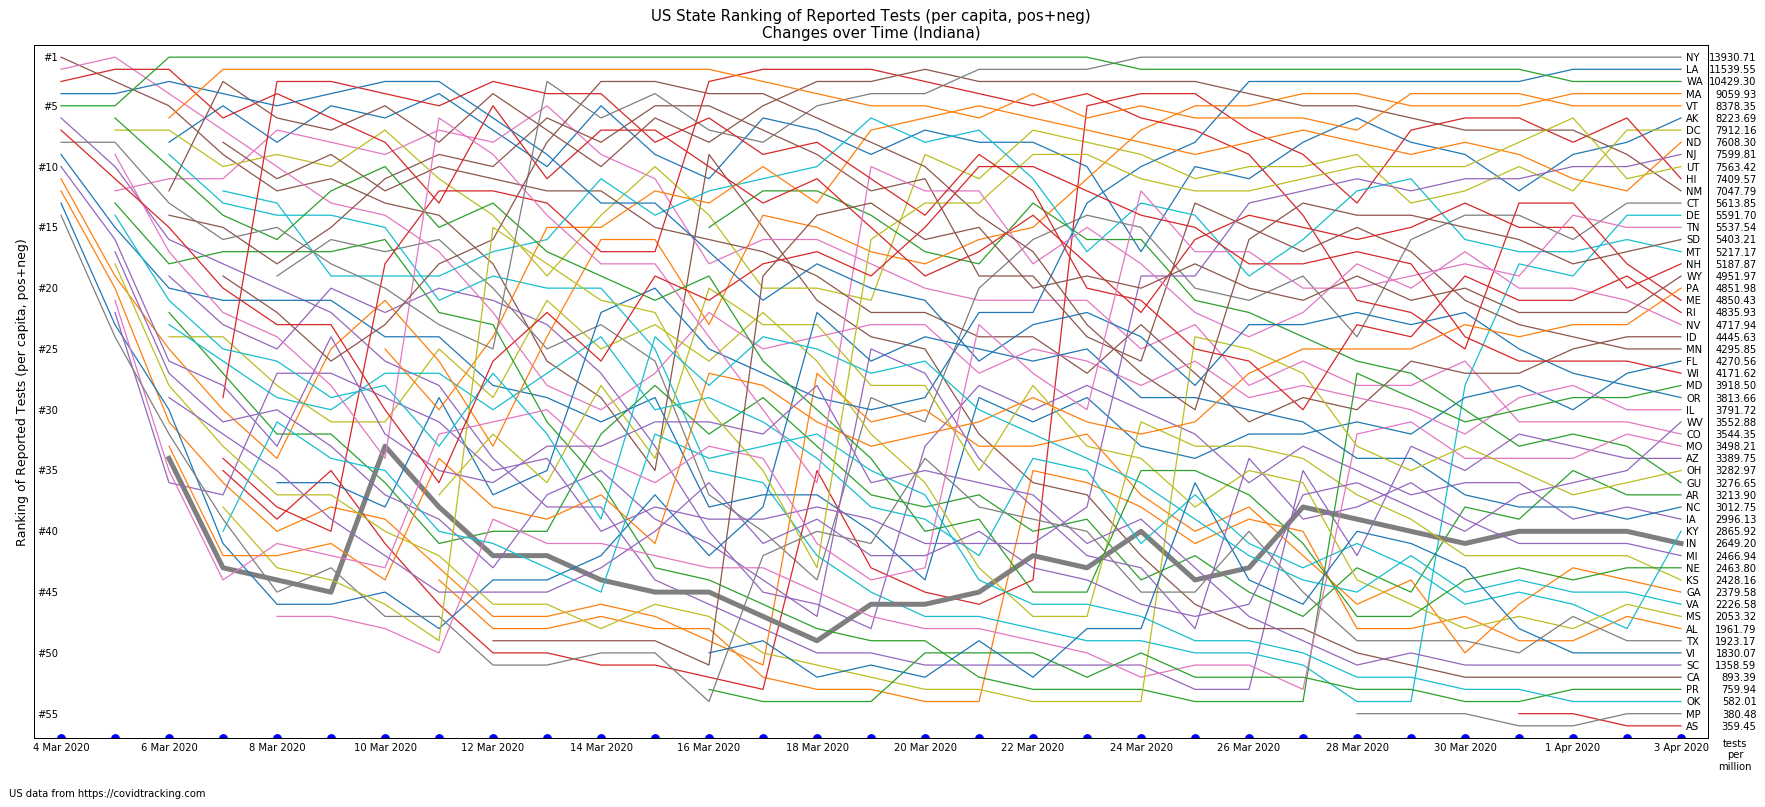 US State Ranking of Reported Tests (per capita, pos+neg)
Changes over Time (Indiana)
Ranking of Reported Tests (per capita, pos+neg)
#1
#5
#10
#15
#20
#25
#30
#35
#40
#45
#50
#55
NY 13930.71
LA 11539.55
WA 10429.30
MA 9059.93
VT 8378.35
AK 8223.69
DC 7912.16
ND 7608.30
NJ 7599.81
UT 7563.42
HI 7409.57
NM 7047.79
CT 5613.85
DE 5591.70
TN 5537.54
SD 5403.21
MT 5217.17
NH 5187.87
WY 4951.97
PA 4851.98
ME 4850.43
RI 4835.93
NV 4717.94
ID 4445.63
MN 4295.85
FL 4270.56
WI 4171.62
MD 3918.50
OR 3813.66
IL 3791.72
WV 3552.88
CO 3544.35
MO 3498.21
AZ 3389.75
OH 3282.97
GU 3276.65
AR 3213.90
NC 3012.75
IA 2996.13
KY 2865.92
IN 2649.20
MI 2466.94
NE 2463.80
KS 2428.16
GA 2379.58
VA 2226.58
MS 2053.32
AL 1961.79
TX 1923.17
VI 1830.07
SC 1358.59
CA 893.39
PR 759.94
OK 582.01
MP 380.48
AS 359.45
4 Mar 2020 6 Mar 2020 8 Mar 2020 10 Mar 2020 12 Mar 2020 14 Mar 2020 16 Mar 2020 18 Mar 2020 20 Mar 2020 22 Mar 2020 24 Mar 2020 26 Mar 2020 28 Mar 2020 30 Mar 2020 1 Apr 2020 3 Apr 2020
tests
per
million
US data from https://covidtracking.com